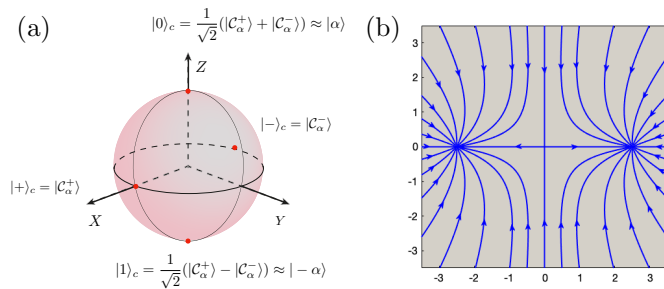 (a)
|0⟩_c = 1/√2 (|𝒞_α^+⟩ + |𝒞_α^-⟩) ≈ |α⟩
Z
|−⟩_c = |𝒞_α^-⟩
|+⟩_c = |𝒞_α^+⟩
X
Y
|1⟩_c = 1/√2 (|𝒞_α^+⟩ − |𝒞_α^-⟩) ≈ |− α⟩
(b)
3
2
1
0
-1
-2
-3
-3 -2 -1 0 1 2 3